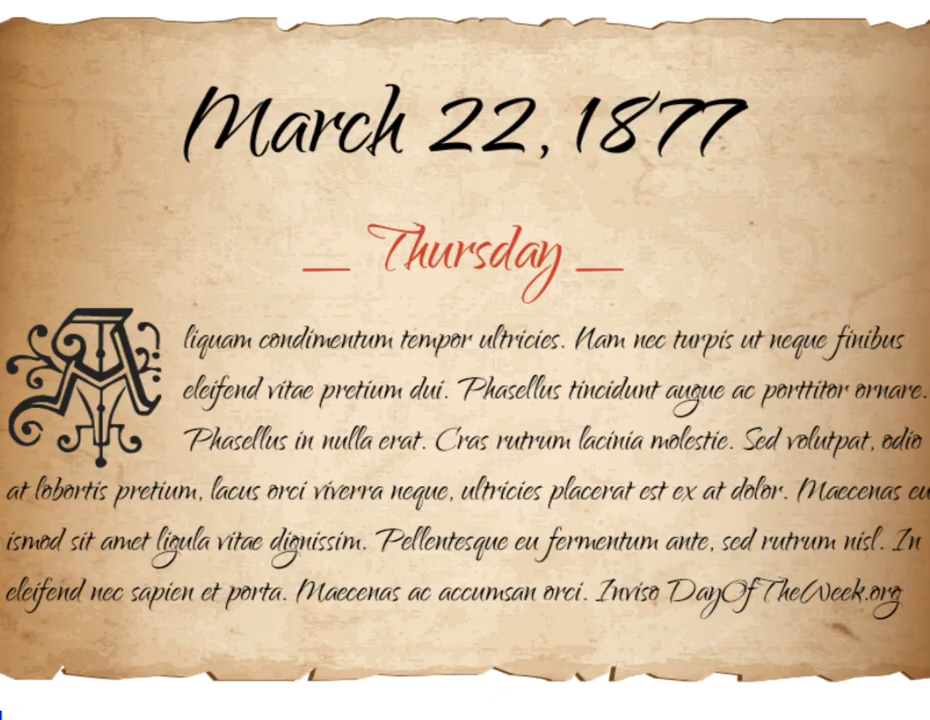 March 22, 1877
__ Thursday __
Aliquam condimentum tempor ultricies. Nam nec turpis ut neque finibus
eleifend vitae pretium dui. Phasellus tincidunt augue ac porttitor ornare.
Phasellus in nulla erat. Cras rutrum lacinia molestie. Sed volutpat, odio
at lobortis pretium, lacus orci viverra neque, ultricies placerat est ex at dolor. Maecenas eu
ismod sit amet ligula vitae dignissim. Pellentesque eu fermentum ante, sed rutrum nisl. In
eleifend nec sapien et porta. Maecenas ac accumsan orci. Inviso DayOfTheWeek.org